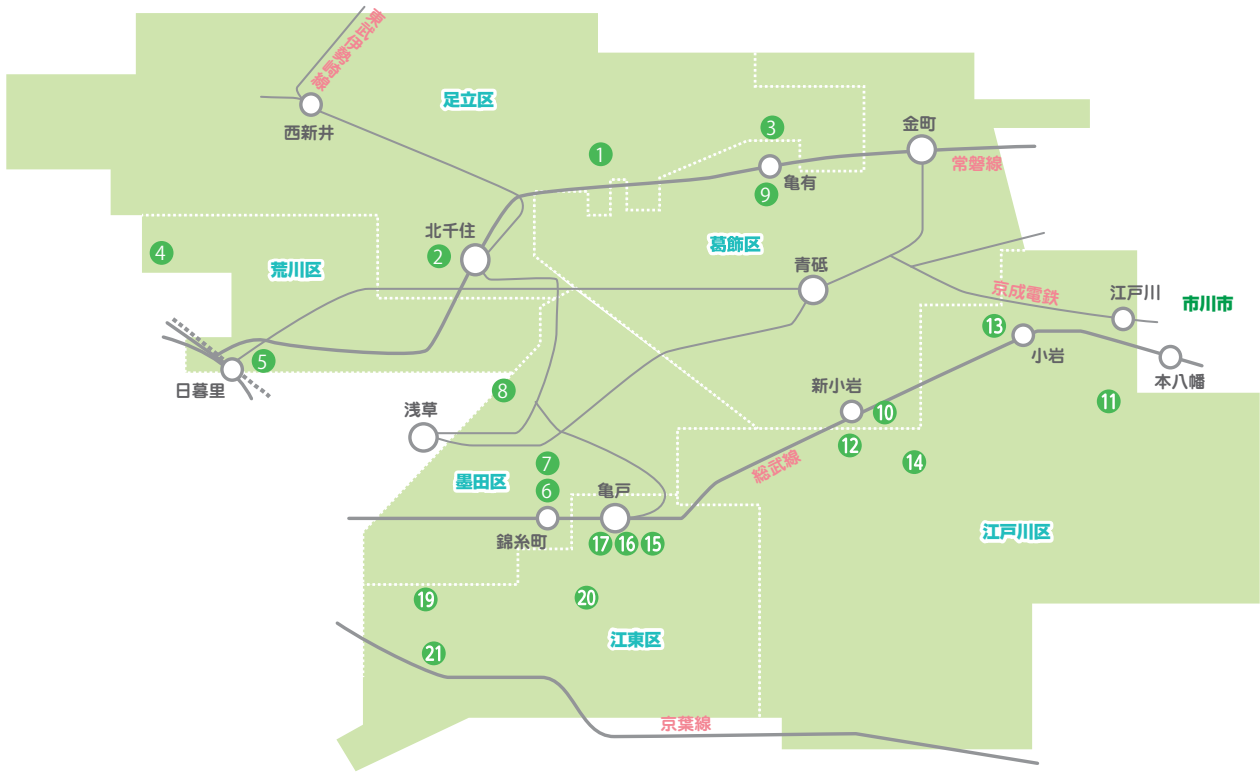 東武伊勢崎線
足立区
西新井
金町
3
1
常磐線
亀有
9
北千住
葛飾区
2
4
荒川区
青砥
京成電鉄
江戸川
市川市
13
小岩
5
日暮里
本八幡
新小岩
8
11
浅草
10
12
14
総武線
7
墨田区
6
亀戸
錦糸町
17
16
15
江戸川区
19
20
江東区
21
京葉線